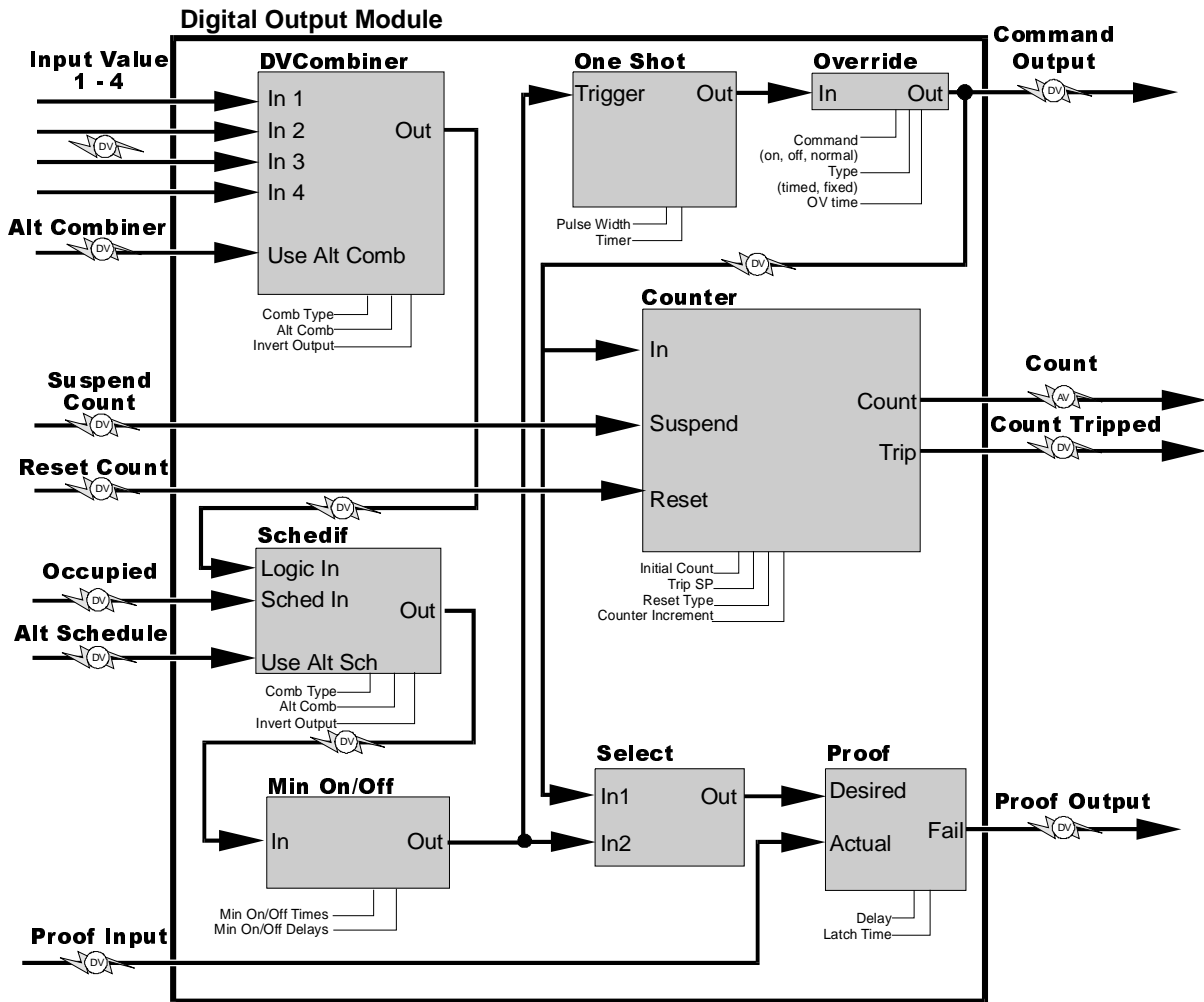 Digital Output Module
Input Value
1 - 4
DV
Alt Combiner
DV
DVCombiner
In 1
In 2
In 3
In 4
Out
Use Alt Comb
Comb Type
Alt Comb
Invert Output
One Shot
Trigger
Out
Pulse Width
Timer
Override
In
Out
Command
(on, off, normal)
Type
(timed, fixed)
OV time
Command
Output
DV
DV
Counter
In
Suspend
Reset
Count
Trip
Initial Count
Trip SP
Reset Type
Counter Increment
Suspend
Count
DV
Reset Count
DV
DV
Count
AV
Count Tripped
DV
Schedif
Logic In
Sched In
Out
Use Alt Sch
Comb Type
Alt Comb
Invert Output
Occupied
DV
Alt Schedule
DV
DV
Min On/Off
In
Out
Min On/Off Times
Min On/Off Delays
Select
In1
Out
In2
Proof
Desired
Actual
Fail
Delay
Latch Time
Proof Output
DV
Proof Input
DV